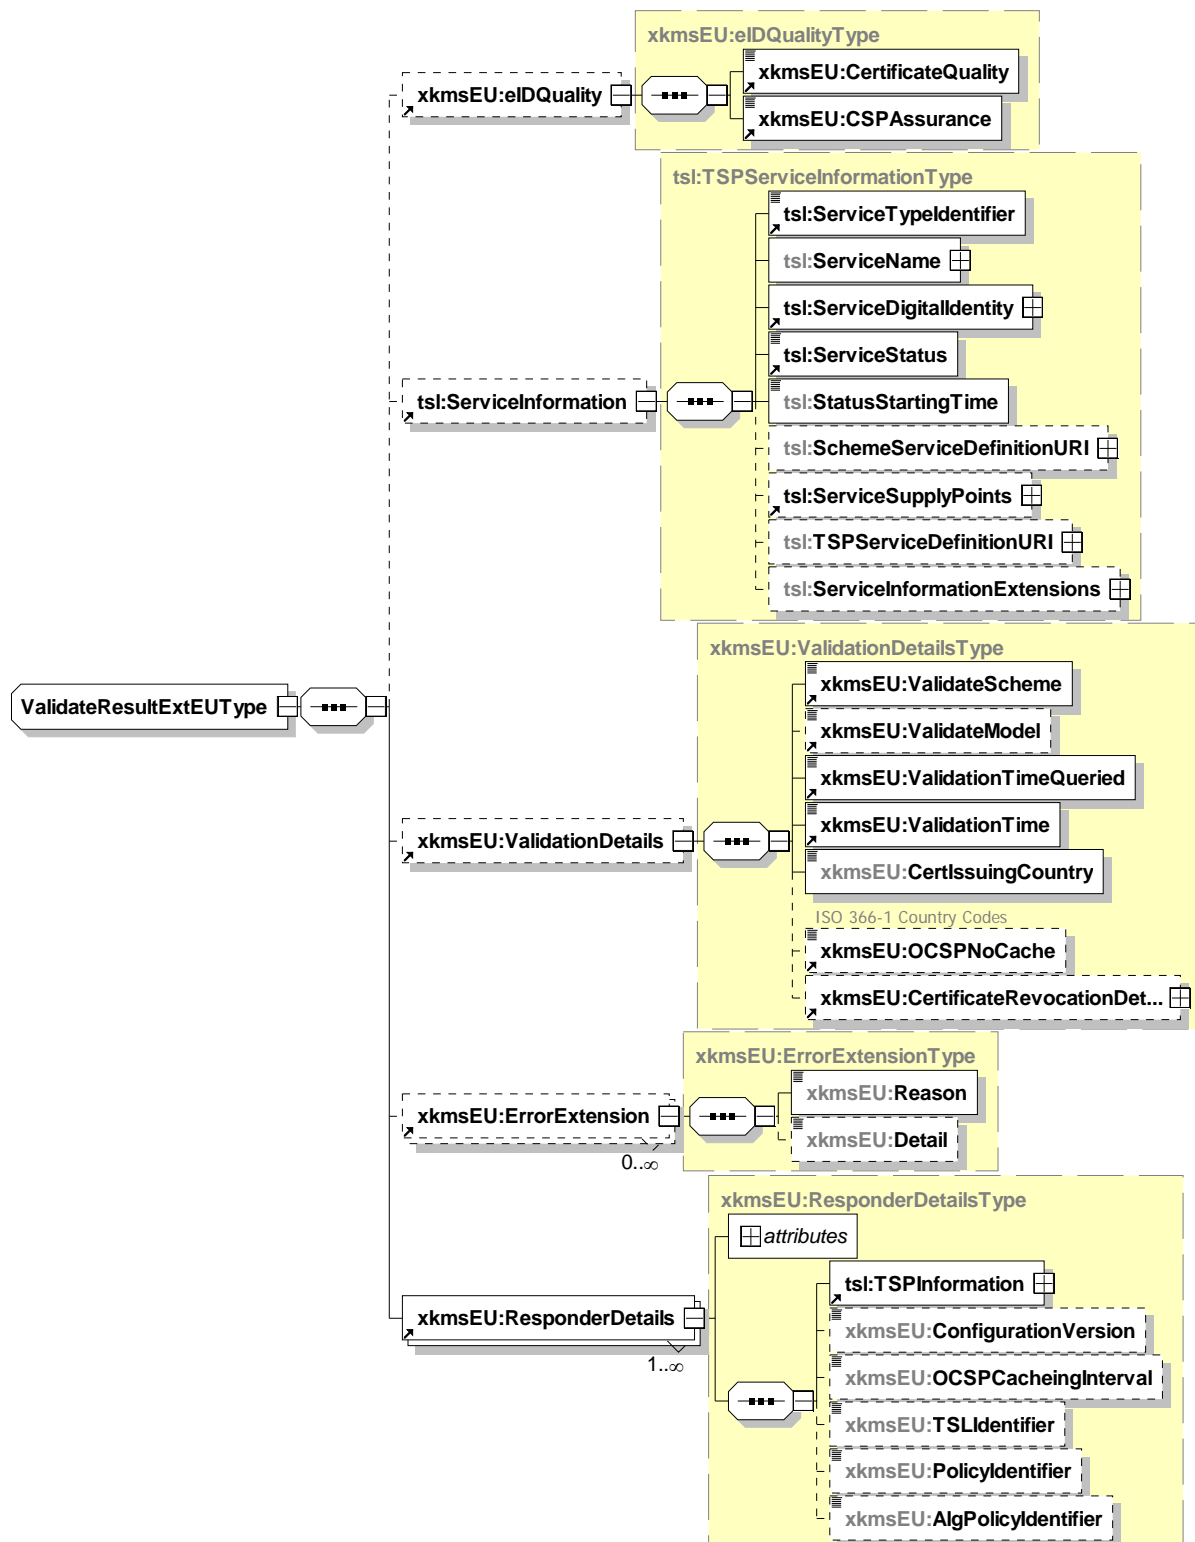 xkmsEU:eIDQualityType
xkmsEU:eIDQuality
xkmsEU:CertificateQuality
xkmsEU:CSPAssurance
tsl:TSPServiceInformationType
tsl:ServiceInformation
tsl:ServiceTypeIdentifier
tsl:ServiceName
tsl:ServiceDigitalIdentity
tsl:ServiceStatus
tsl:StatusStartingTime
tsl:SchemeServiceDefinitionURI
tsl:ServiceSupplyPoints
tsl:TSPServiceDefinitionURI
tsl:ServiceInformationExtensions
ValidateResultExtEUType
xkmsEU:ValidationDetailsType
xkmsEU:ValidationDetails
xkmsEU:ValidateScheme
xkmsEU:ValidateModel
xkmsEU:ValidationTimeQueried
xkmsEU:ValidationTime
xkmsEU:CertIssuingCountry
ISO 366-1 Country Codes
xkmsEU:OCSPNoCache
xkmsEU:CertificateRevocationDet...
xkmsEU:ErrorExtensionType
xkmsEU:ErrorExtension
0..∞
xkmsEU:Reason
xkmsEU:Detail
xkmsEU:ResponderDetailsType
xkmsEU:ResponderDetails
1..∞
attributes
tsl:TSPInformation
xkmsEU:ConfigurationVersion
xkmsEU:OCSPCacheingInterval
xkmsEU:TSLIdentifier
xkmsEU:PolicyIdentifier
xkmsEU:AlgPolicyIdentifier